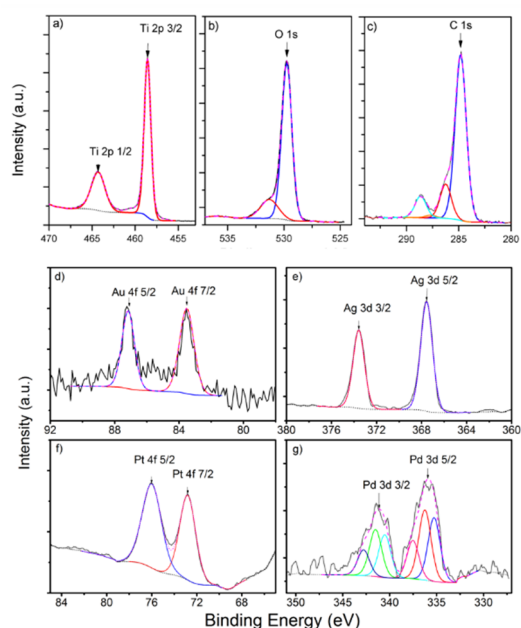 a)
Ti 2p 3/2
Ti 2p 1/2
b)
O 1s
c)
C 1s
Intensity (a.u.)
470 465 460 455
535 530 525
290 285 280
d)
Au 4f 5/2
Au 4f 7/2
e)
Ag 3d 5/2
Ag 3d 3/2
Intensity (a.u.)
92 88 84 80
380 376 372 368 364 360
f)
Pt 4f 5/2
Pt 4f 7/2
g)
Pd 3d 5/2
Pd 3d 3/2
84 80 76 72 68
350 345 340 335 330
Binding Energy (eV)